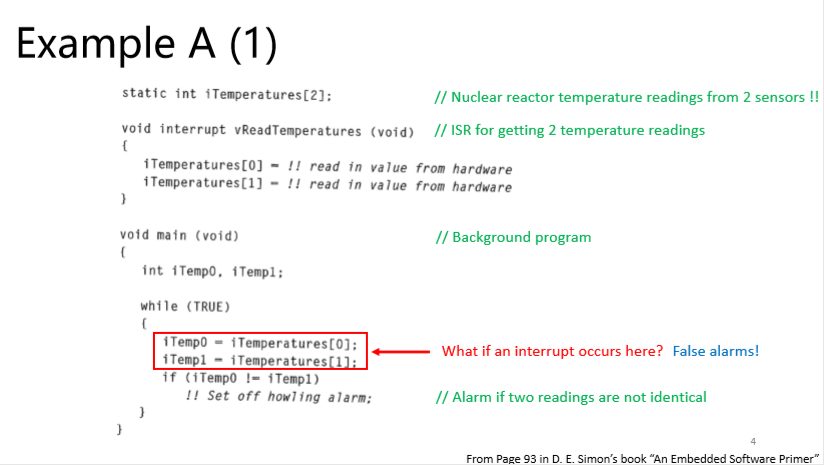 Example A (1)
static int iTemperatures[2]; // Nuclear reactor temperature readings from 2 sensors !!
void interrupt vReadTemperatures (void) // ISR for getting 2 temperature readings
{
iTemperatures[0] = !! read in value from hardware
iTemperatures[1] = !! read in value from hardware
}
void main (void) // Background program
{
int iTemp0, iTemp1;
while (TRUE)
{
iTemp0 = iTemperatures[0];
iTemp1 = iTemperatures[1];
What if an interrupt occurs here? False alarms!
if (iTemp0 != iTemp1)
!! Set off howling alarm; // Alarm if two readings are not identical
}
}
4
From Page 93 in D. E. Simon's book “An Embedded Software Primer”